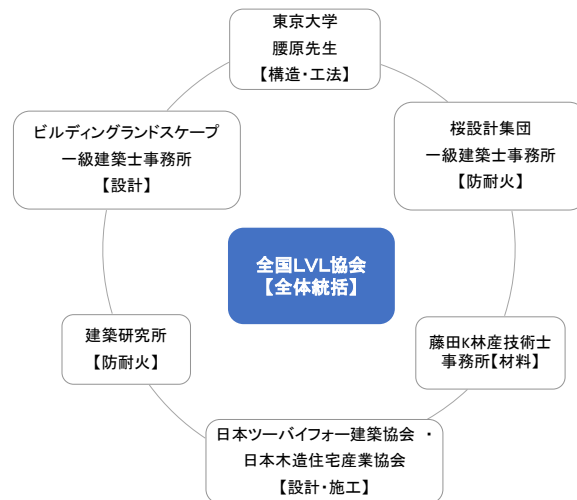 東京大学
腰原先生
【構造・工法】
ビルディングランドスケープ
一級建築士事務所
【設計】
桜設計集団
一級建築士事務所
【防耐火】
全国LVL協会
【全体統括】
建築研究所
【防耐火】
藤田K林産技術士
事務所【材料】
日本ツーバイフォー建築協会 ・
日本木造住宅産業協会
【設計・施工】